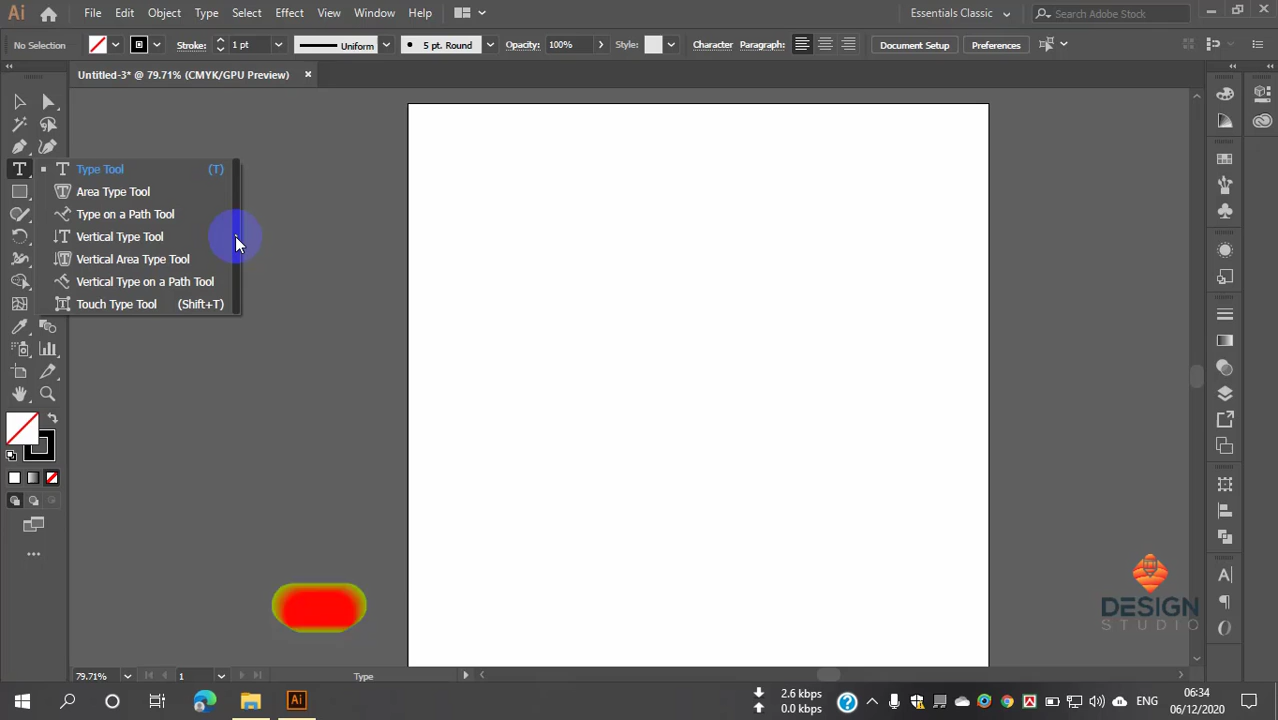 Ai File Edit Object Type Select Effect View Window Help Essentials Classic Search Adobe Stock
No Selection Stroke: 1 pt Uniform 5 pt. Round Opacity: 100% Style: Character Paragraph: Document Setup Preferences
Untitled-3* @ 79.71% (CMYK/GPU Preview)
Type Tool (T)
Area Type Tool
Type on a Path Tool
Vertical Type Tool
Vertical Area Type Tool
Vertical Type on a Path Tool
Touch Type Tool (Shift+T)
DESIGN
STUDIO
79.71% 1 Type
Ai 2.6 kbps ENG 06:34
0.0 kbps 06/12/2020